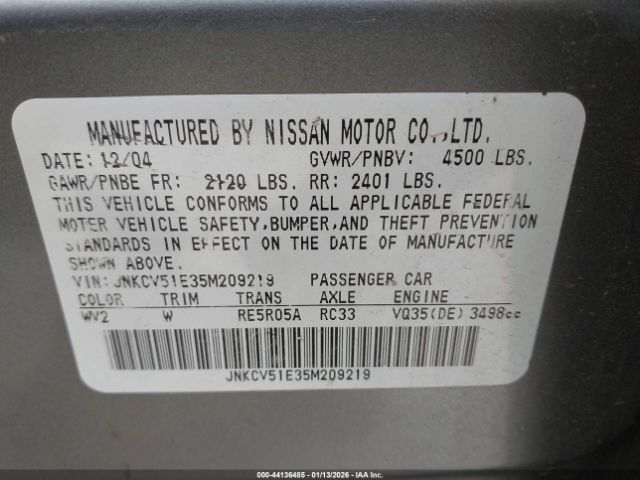 MANUFACTURED BY NISSAN MOTOR CO.,LTD.
DATE: 12/04 GVWR/PNBV: 4500 LBS.
GAWR/PNBE FR: 2120 LBS. RR: 2401 LBS.
THIS VEHICLE CONFORMS TO ALL APPLICABLE FEDERAL
MOTER VEHICLE SAFETY,BUMPER,AND THEFT PREVENTION
STANDARDS IN EFFECT ON THE DATE OF MANUFACTURE
SHOWN ABOVE.
VIN: JNKCV51E35M209219 PASSENGER CAR
COLOR TRIM TRANS AXLE ENGINE
WV2 W RE5R05A RC33 VQ35(DE) 3498cc
JNKCV51E35M209219
000-44136485 - 01/13/2026 - IAA Inc.